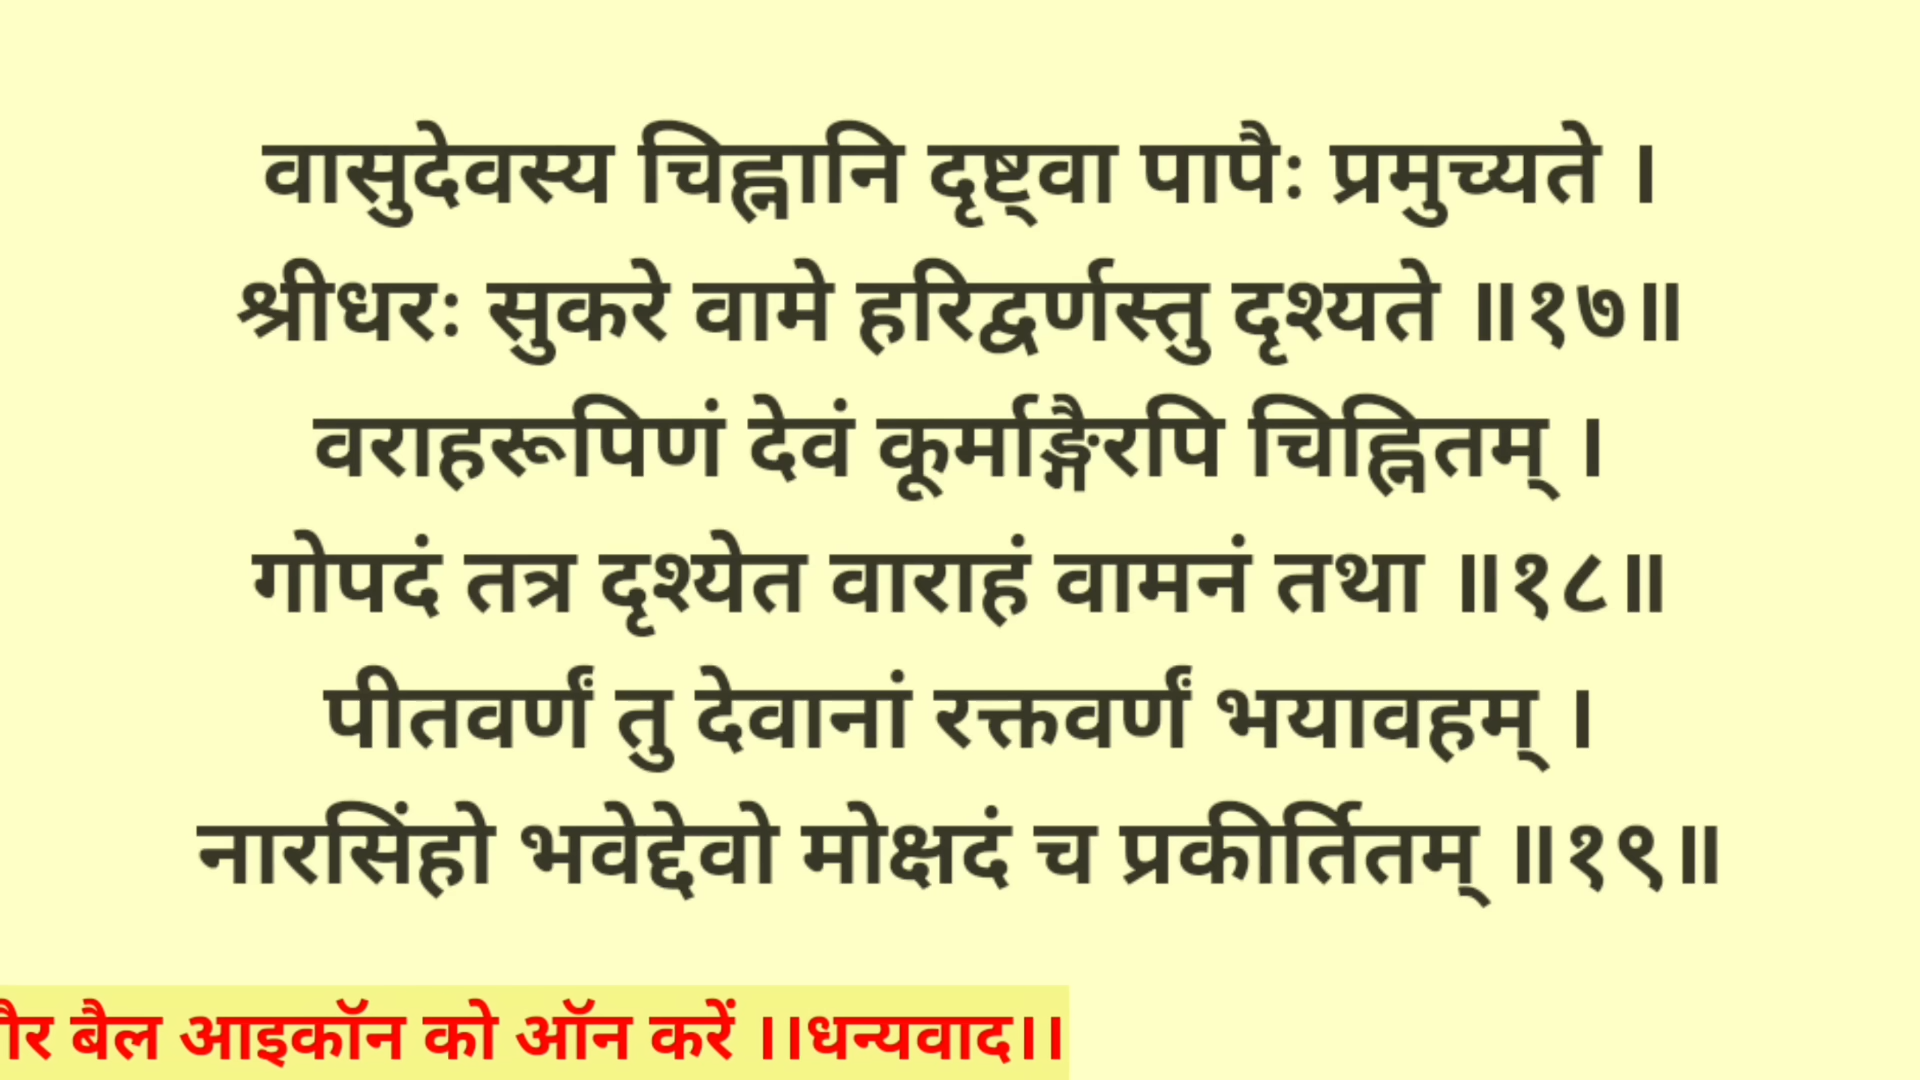 वासुदेवस्य चिह्नानि दृष्ट्वा पापैः प्रमुच्यते ।
श्रीधरः सुकरे वामे हरिद्वर्णस्तु दृश्यते ॥१७॥
वराहरूपिणं देवं कूर्माङ्गैरपि चिह्नितम् ।
गोपदं तत्र दृश्येत वाराहं वामनं तथा ॥१८॥
पीतवर्णं तु देवानां रक्तवर्णं भयावहम् ।
नारसिंहो भवेद्देवो मोक्षदं च प्रकीर्तितम् ॥१९॥
बैल आइकॉन को ऑन करें ।।धन्यवाद।।